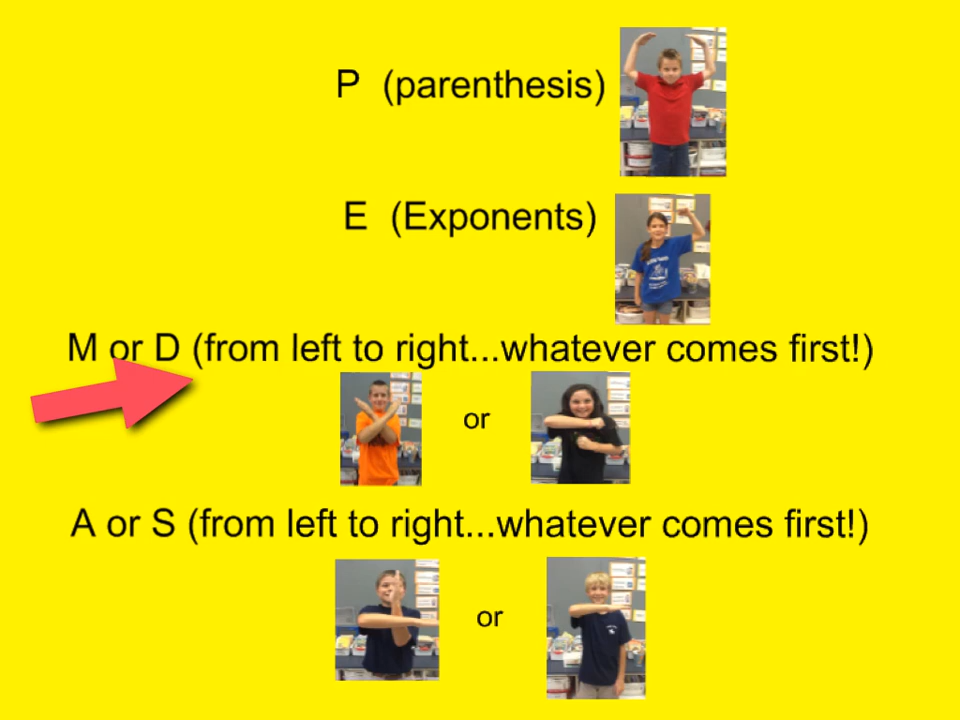 P (parenthesis)
E (Exponents)
M or D (from left to right...whatever comes first!)
or
A or S (from left to right...whatever comes first!)
or